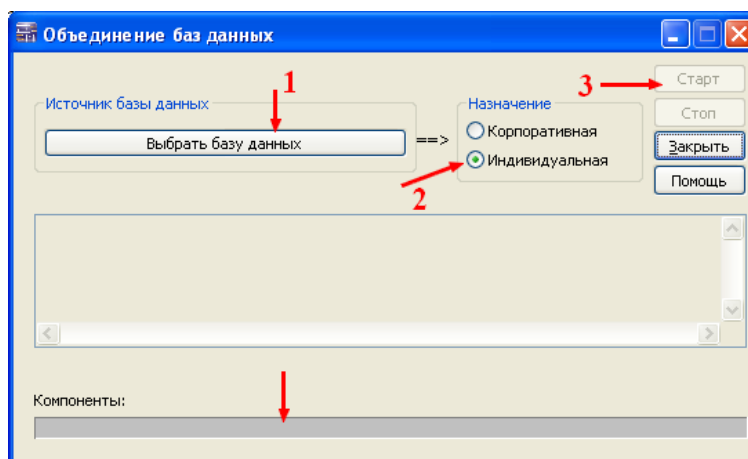 Объединение баз данных
1
3
Старт
Источник базы данных
Назначение
Стоп
Выбрать базу данных
==>
Корпоративная
Закрыть
Индивидуальная
2
Помощь
Компоненты: